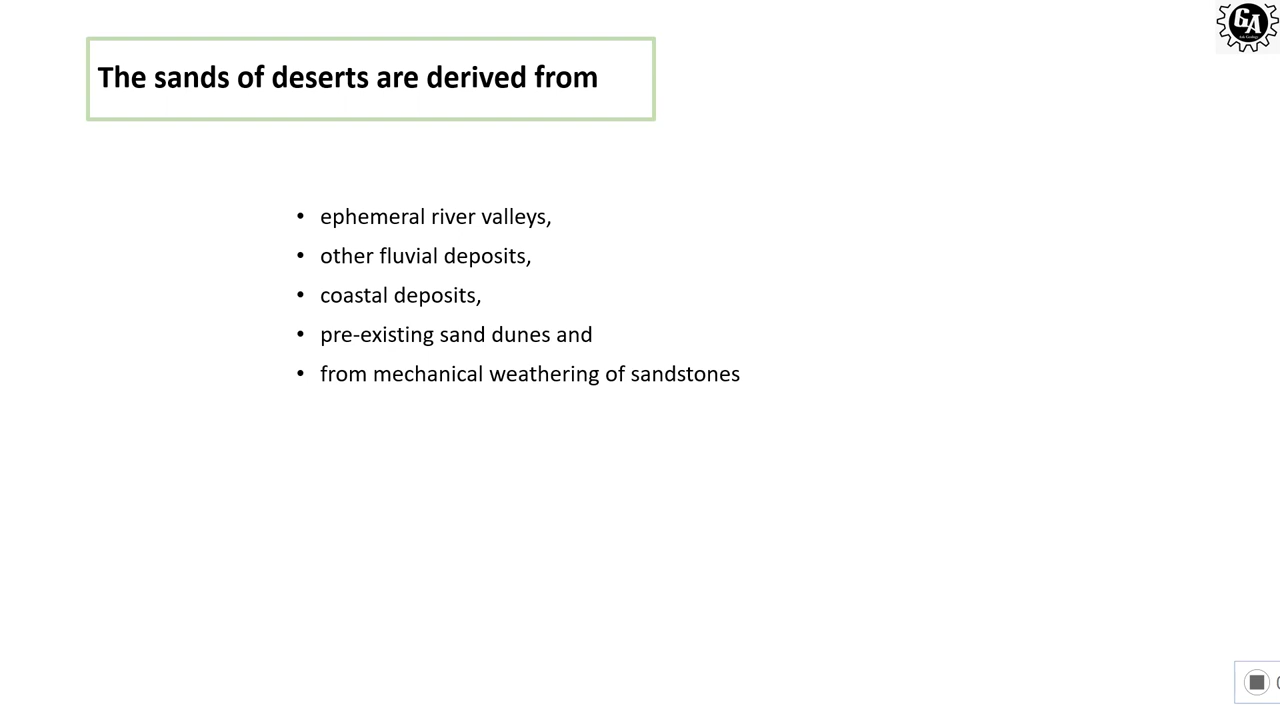 The sands of deserts are derived from
• ephemeral river valleys,
• other fluvial deposits,
• coastal deposits,
• pre-existing sand dunes and
• from mechanical weathering of sandstones
GA